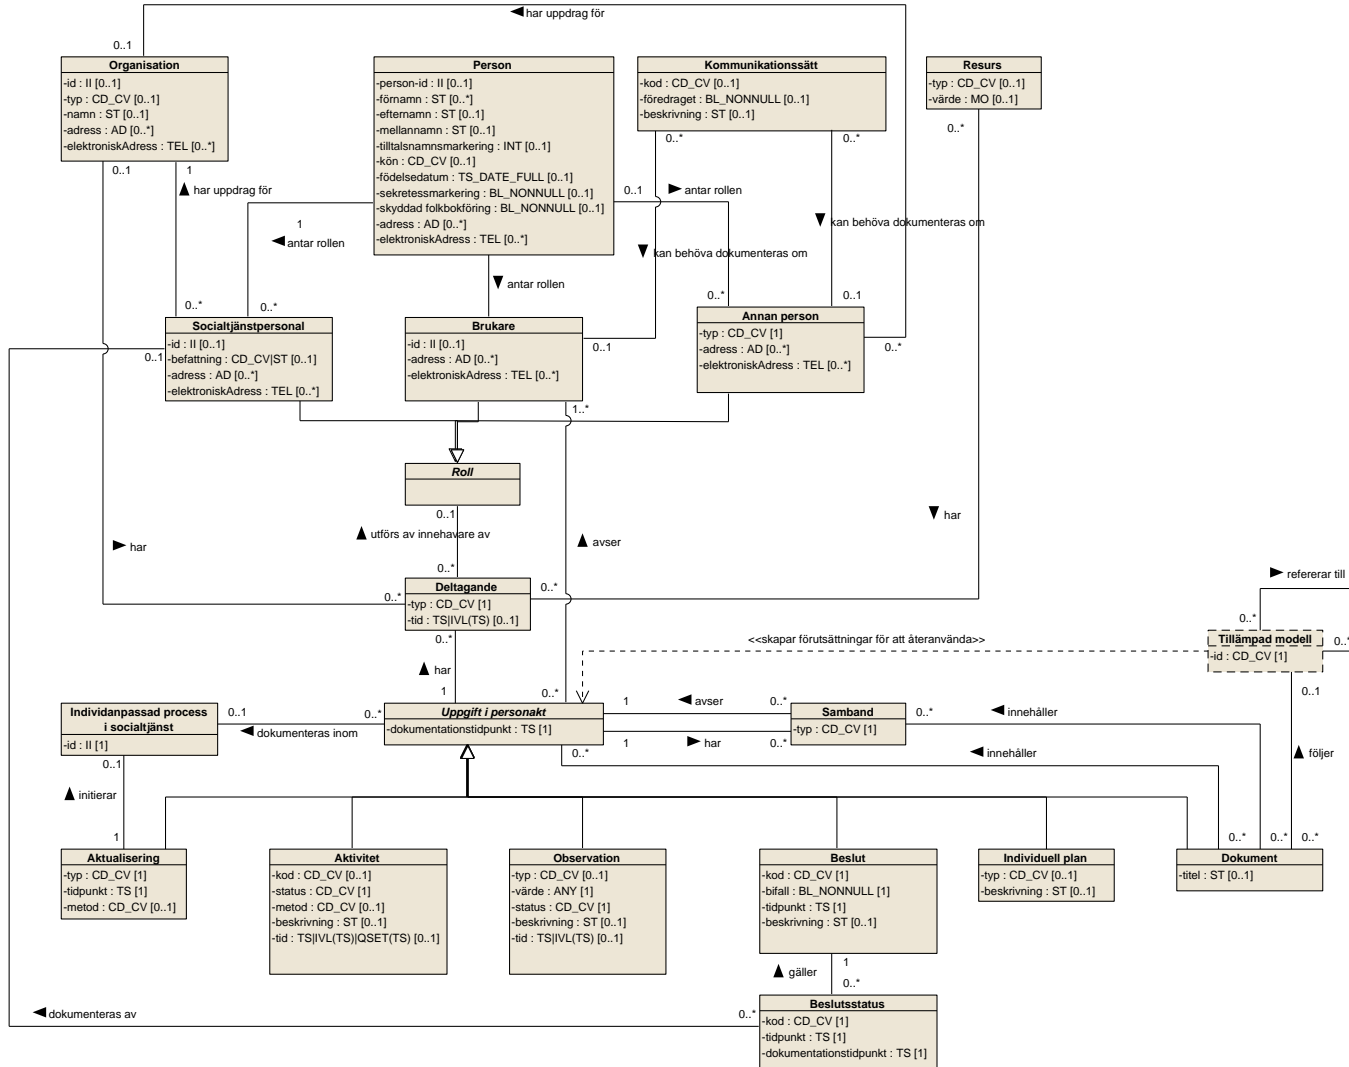 har uppdrag för
0..1
Organisation
-id : II [0..1]
-typ : CD_CV [0..1]
-namn : ST [0..1]
-adress : AD [0..*]
-elektroniskAdress : TEL [0..*]
Person
-person-id : II [0..1]
-förnamn : ST [0..*]
-efternamn : ST [0..1]
-mellannamn : ST [0..1]
-tilltalsnamnsmarkering : INT [0..1]
-kön : CD_CV [0..1]
-födelsedatum : TS_DATE_FULL [0..1]
-sekretessmarkering : BL_NONNULL [0..1]
-skyddad folkbokföring : BL_NONNULL [0..1]
-adress : AD [0..*]
-elektroniskAdress : TEL [0..*]
Kommunikationssätt
-kod : CD_CV [0..1]
-föredraget : BL_NONNULL [0..1]
-beskrivning : ST [0..1]
Resurs
-typ : CD_CV [0..1]
-värde : MO [0..1]
0..*
0..*
0..*
0..1
1
har uppdrag för
0..1
antar rollen
1
antar rollen
kan behöva dokumenteras om
kan behöva dokumenteras om
antar rollen
0..*
0..*
0..*
0..1
Socialtjänstpersonal
-id : II [0..1]
-befattning : CD_CV|ST [0..1]
-adress : AD [0..*]
-elektroniskAdress : TEL [0..*]
0..1
Brukare
-id : II [0..1]
-adress : AD [0..*]
-elektroniskAdress : TEL [0..*]
0..1
Annan person
-typ : CD_CV [1]
-adress : AD [0..*]
-elektroniskAdress : TEL [0..*]
0..*
1..*
Roll
0..1
utförs av innehavare av
avser
har
har
0..*
Deltagande
-typ : CD_CV [1]
-tid : TS|IVL(TS) [0..1]
0..*
0..*
0..*
har
1
refererar till
0..*
Tillämpad modell
-id : CD_CV [1]
0..*
<<skapar förutsättningar för att återanvända>>
0..1
Individanpassad process
i socialtjänst
-id : II [1]
0..1
0..*
dokumenteras inom
0..*
Uppgift i personakt
-dokumentationstidpunkt : TS [1]
1
avser
0..*
1
har
0..*
Samband
-typ : CD_CV [1]
0..*
innehåller
0..*
innehåller
följer
0..1
initierar
1
0..*
0..*
0..*
Aktualisering
-typ : CD_CV [1]
-tidpunkt : TS [1]
-metod : CD_CV [0..1]
Aktivitet
-kod : CD_CV [0..1]
-status : CD_CV [1]
-metod : CD_CV [0..1]
-beskrivning : ST [0..1]
-tid : TS|IVL(TS)|QSET(TS) [0..1]
Observation
-typ : CD_CV [0..1]
-värde : ANY [1]
-status : CD_CV [1]
-beskrivning : ST [0..1]
-tid : TS|IVL(TS) [0..1]
Beslut
-kod : CD_CV [1]
-bifall : BL_NONNULL [1]
-tidpunkt : TS [1]
-beskrivning : ST [0..1]
Individuell plan
-typ : CD_CV [0..1]
-beskrivning : ST [0..1]
Dokument
-titel : ST [0..1]
1
gäller
0..*
dokumenteras av
0..*
Beslutsstatus
-kod : CD_CV [1]
-tidpunkt : TS [1]
-dokumentationstidpunkt : TS [1]